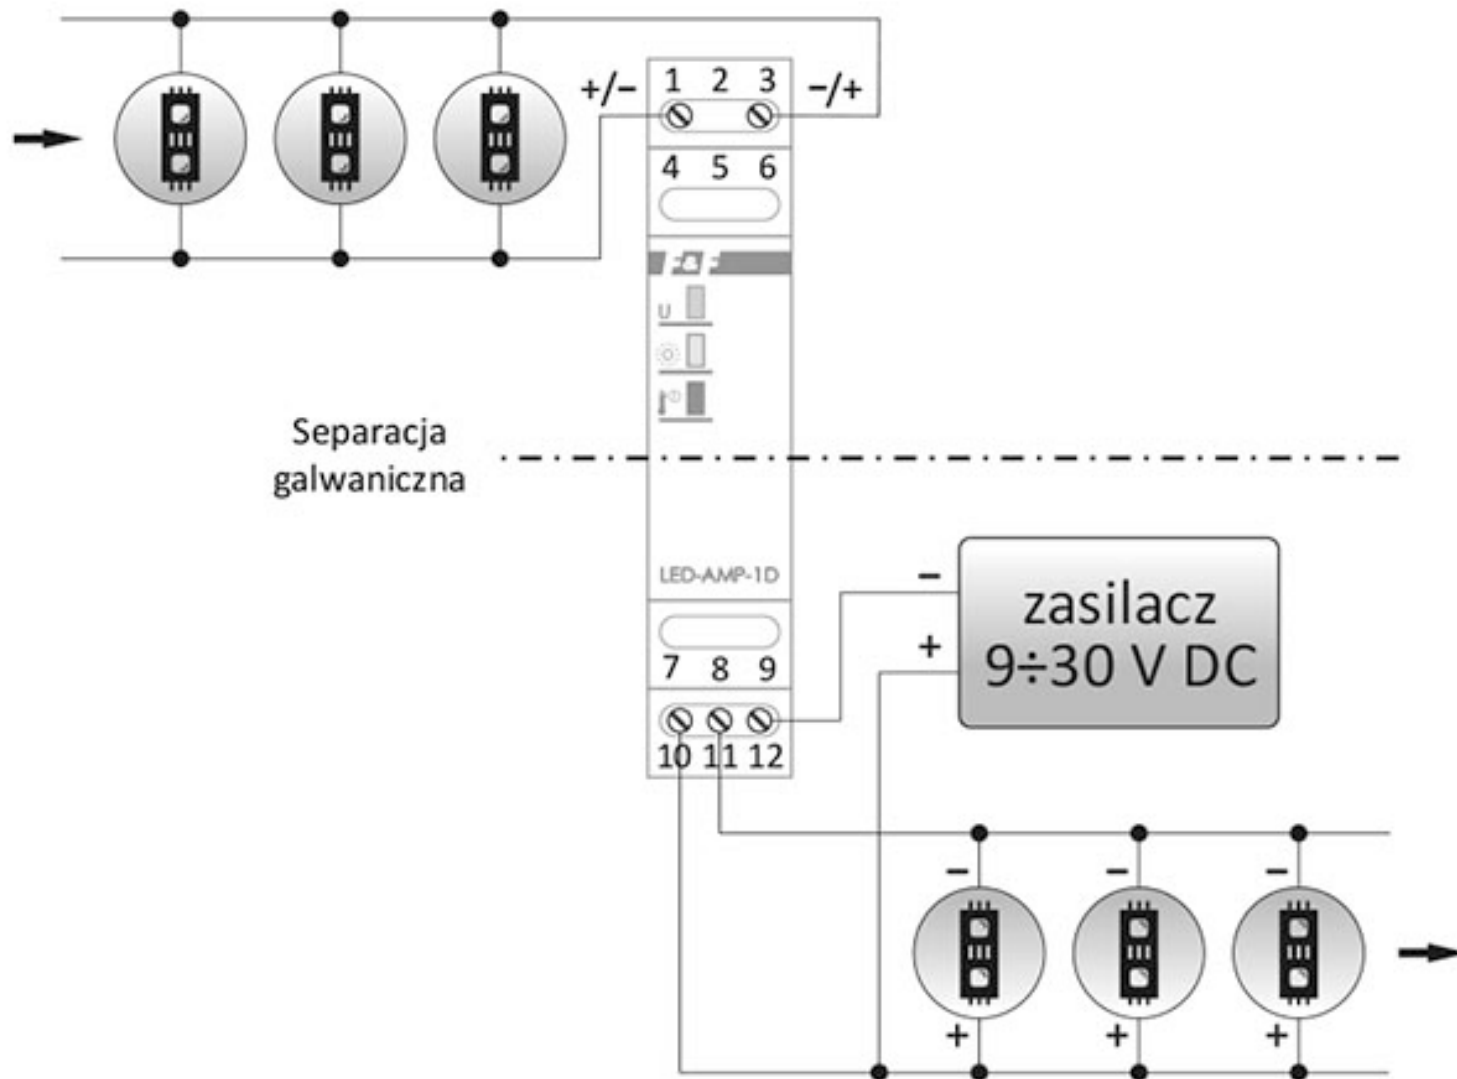 +/-
1 2 3
-/+
4 5 6
F&F
U
Separacja
galwaniczna
LED-AMP-1D
-
+
zasilacz
9÷30 V DC
7 8 9
10 11 12
- - -
+ + +